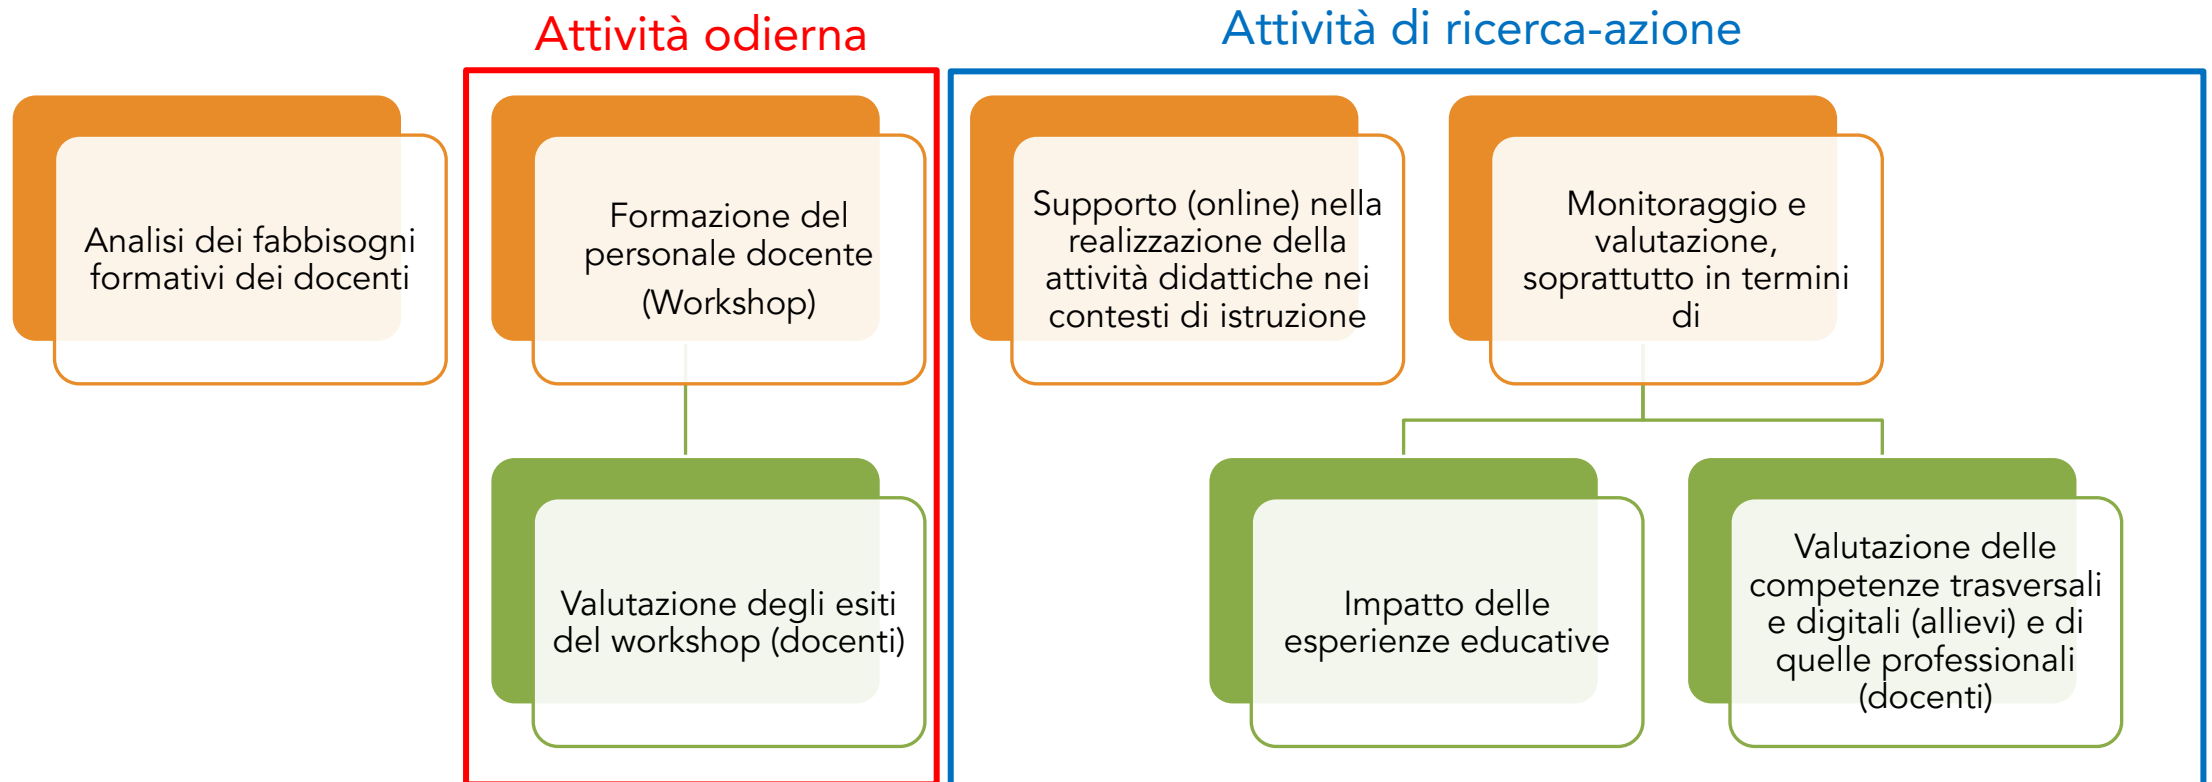 Attività odierna
Attività di ricerca-azione
Analisi dei fabbisogni
formativi dei docenti
Formazione del
personale docente
(Workshop)
Supporto (online) nella
realizzazione della
attività didattiche nei
contesti di istruzione
Monitoraggio e
valutazione,
soprattutto in termini
di
Valutazione degli esiti
del workshop (docenti)
Impatto delle
esperienze educative
Valutazione delle
competenze trasversali
e digitali (allievi) e di
quelle professionali
(docenti)